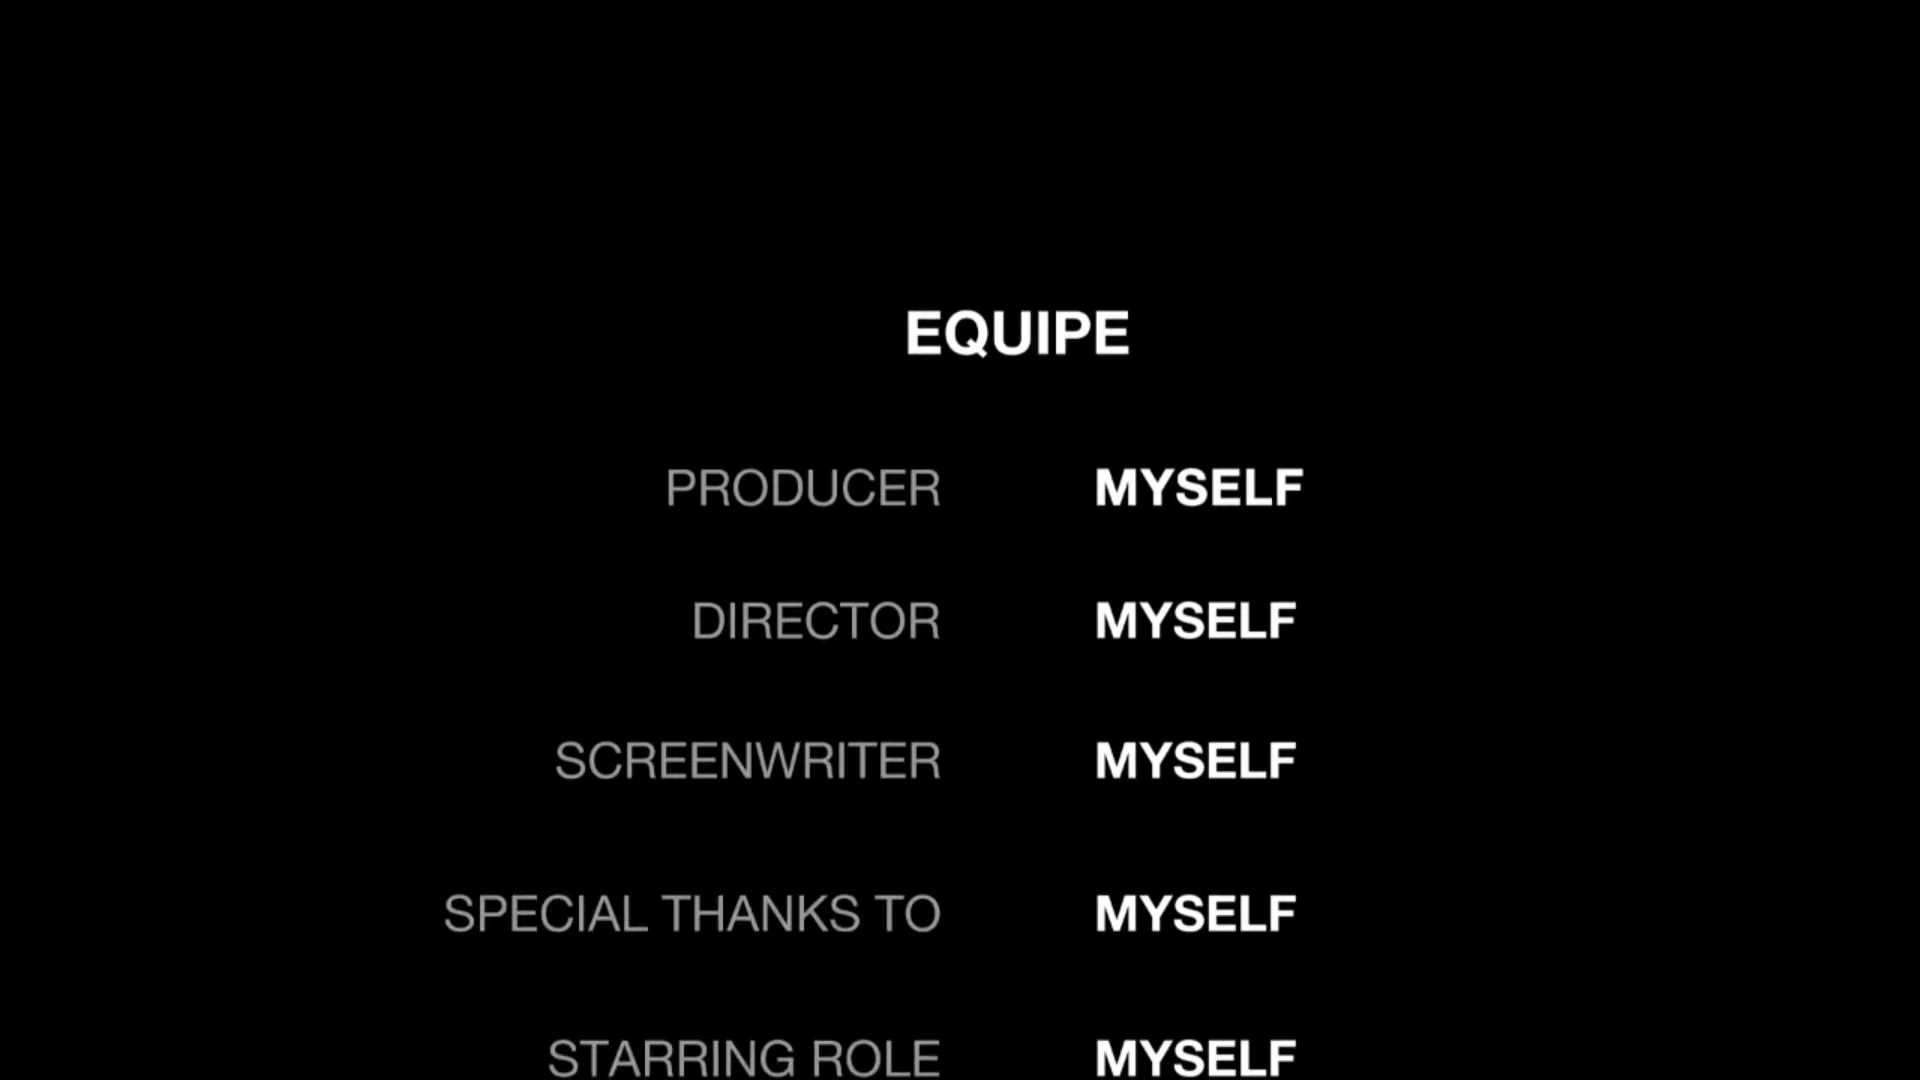 EQUIPE
PRODUCER MYSELF
DIRECTOR MYSELF
SCREENWRITER MYSELF
SPECIAL THANKS TO MYSELF
STARRING ROLE MYSELF